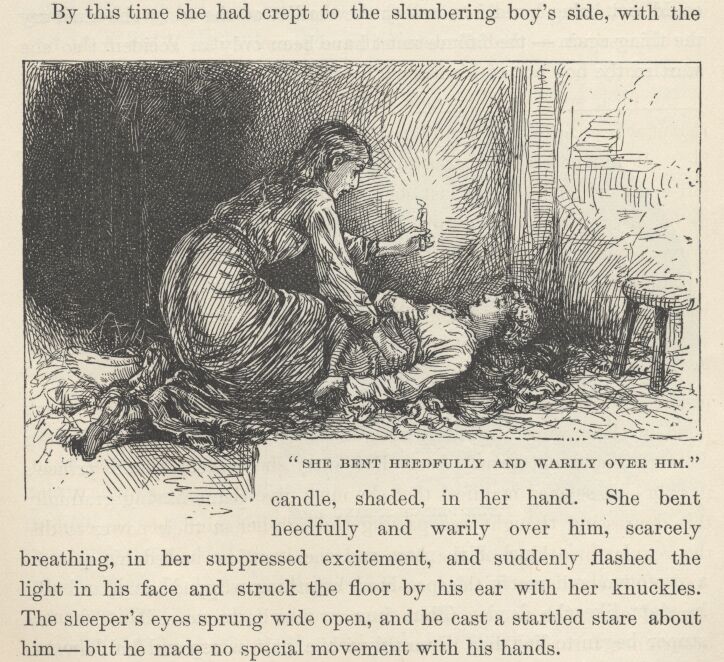 By this time she had crept to the slumbering boy's side, with the
"SHE BENT HEEDFULLY AND WARILY OVER HIM."
candle, shaded, in her hand. She bent
heedfully and warily over him, scarcely
breathing, in her suppressed excitement, and suddenly flashed the
light in his face and struck the floor by his ear with her knuckles.
The sleeper's eyes sprung wide open, and he cast a startled stare about
him—but he made no special movement with his hands.